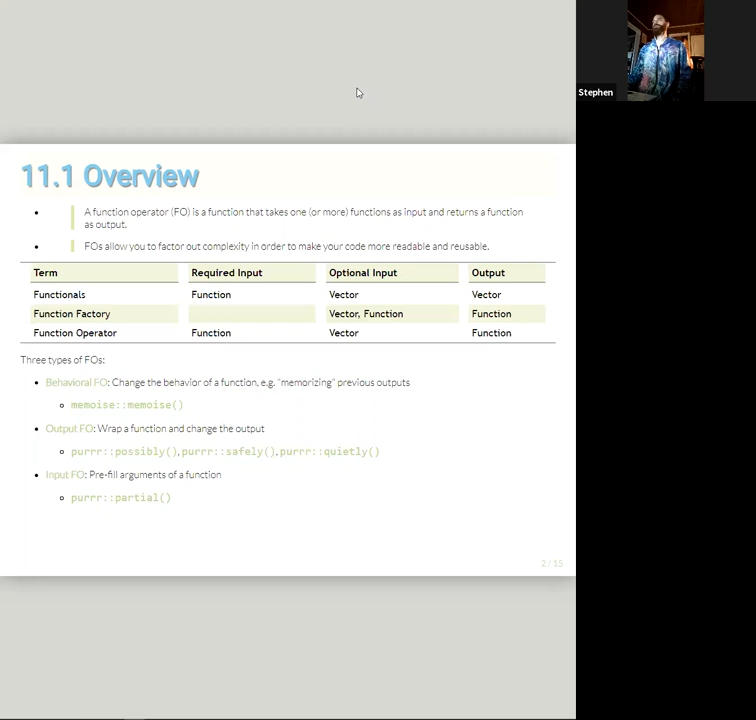 Stephen
11.1 Overview
• A function operator (FO) is a function that takes one (or more) functions as input and returns a function
as output.
• FOs allow you to factor out complexity in order to make your code more readable and reusable.
Term Required Input Optional Input Output
Functionals Function Vector Vector
Function Factory Vector, Function Function
Function Operator Function Vector Function
Three types of FOs:
• Behavioral FO: Change the behavior of a function, e.g. "memorizing" previous outputs
○ memoise::memoise()
• Output FO: Wrap a function and change the output
○ purrr::possibly(),purrr::safely(),purrr::quietly()
• Input FO: Pre-fill arguments of a function
○ purrr::partial()
2 / 15